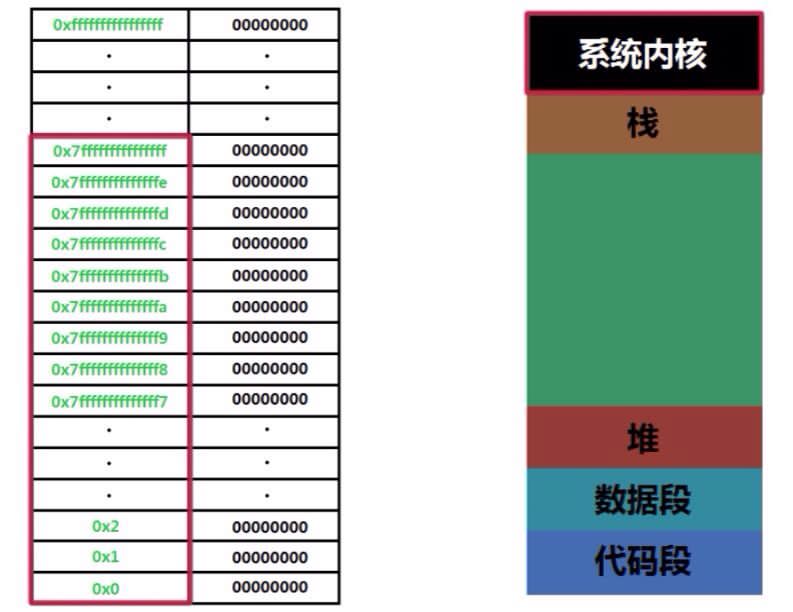 0xffffffffffffffff 00000000
. .
. .
. .
0x7fffffffffffffff 00000000
0x7ffffffffffffffe 00000000
0x7ffffffffffffffd 00000000
0x7ffffffffffffffc 00000000
0x7ffffffffffffffb 00000000
0x7ffffffffffffffa 00000000
0x7ffffffffffffff9 00000000
0x7ffffffffffffff8 00000000
0x7ffffffffffffff7 00000000
. .
. .
. .
0x2 00000000
0x1 00000000
0x0 00000000
系统内核
栈
堆
数据段
代码段